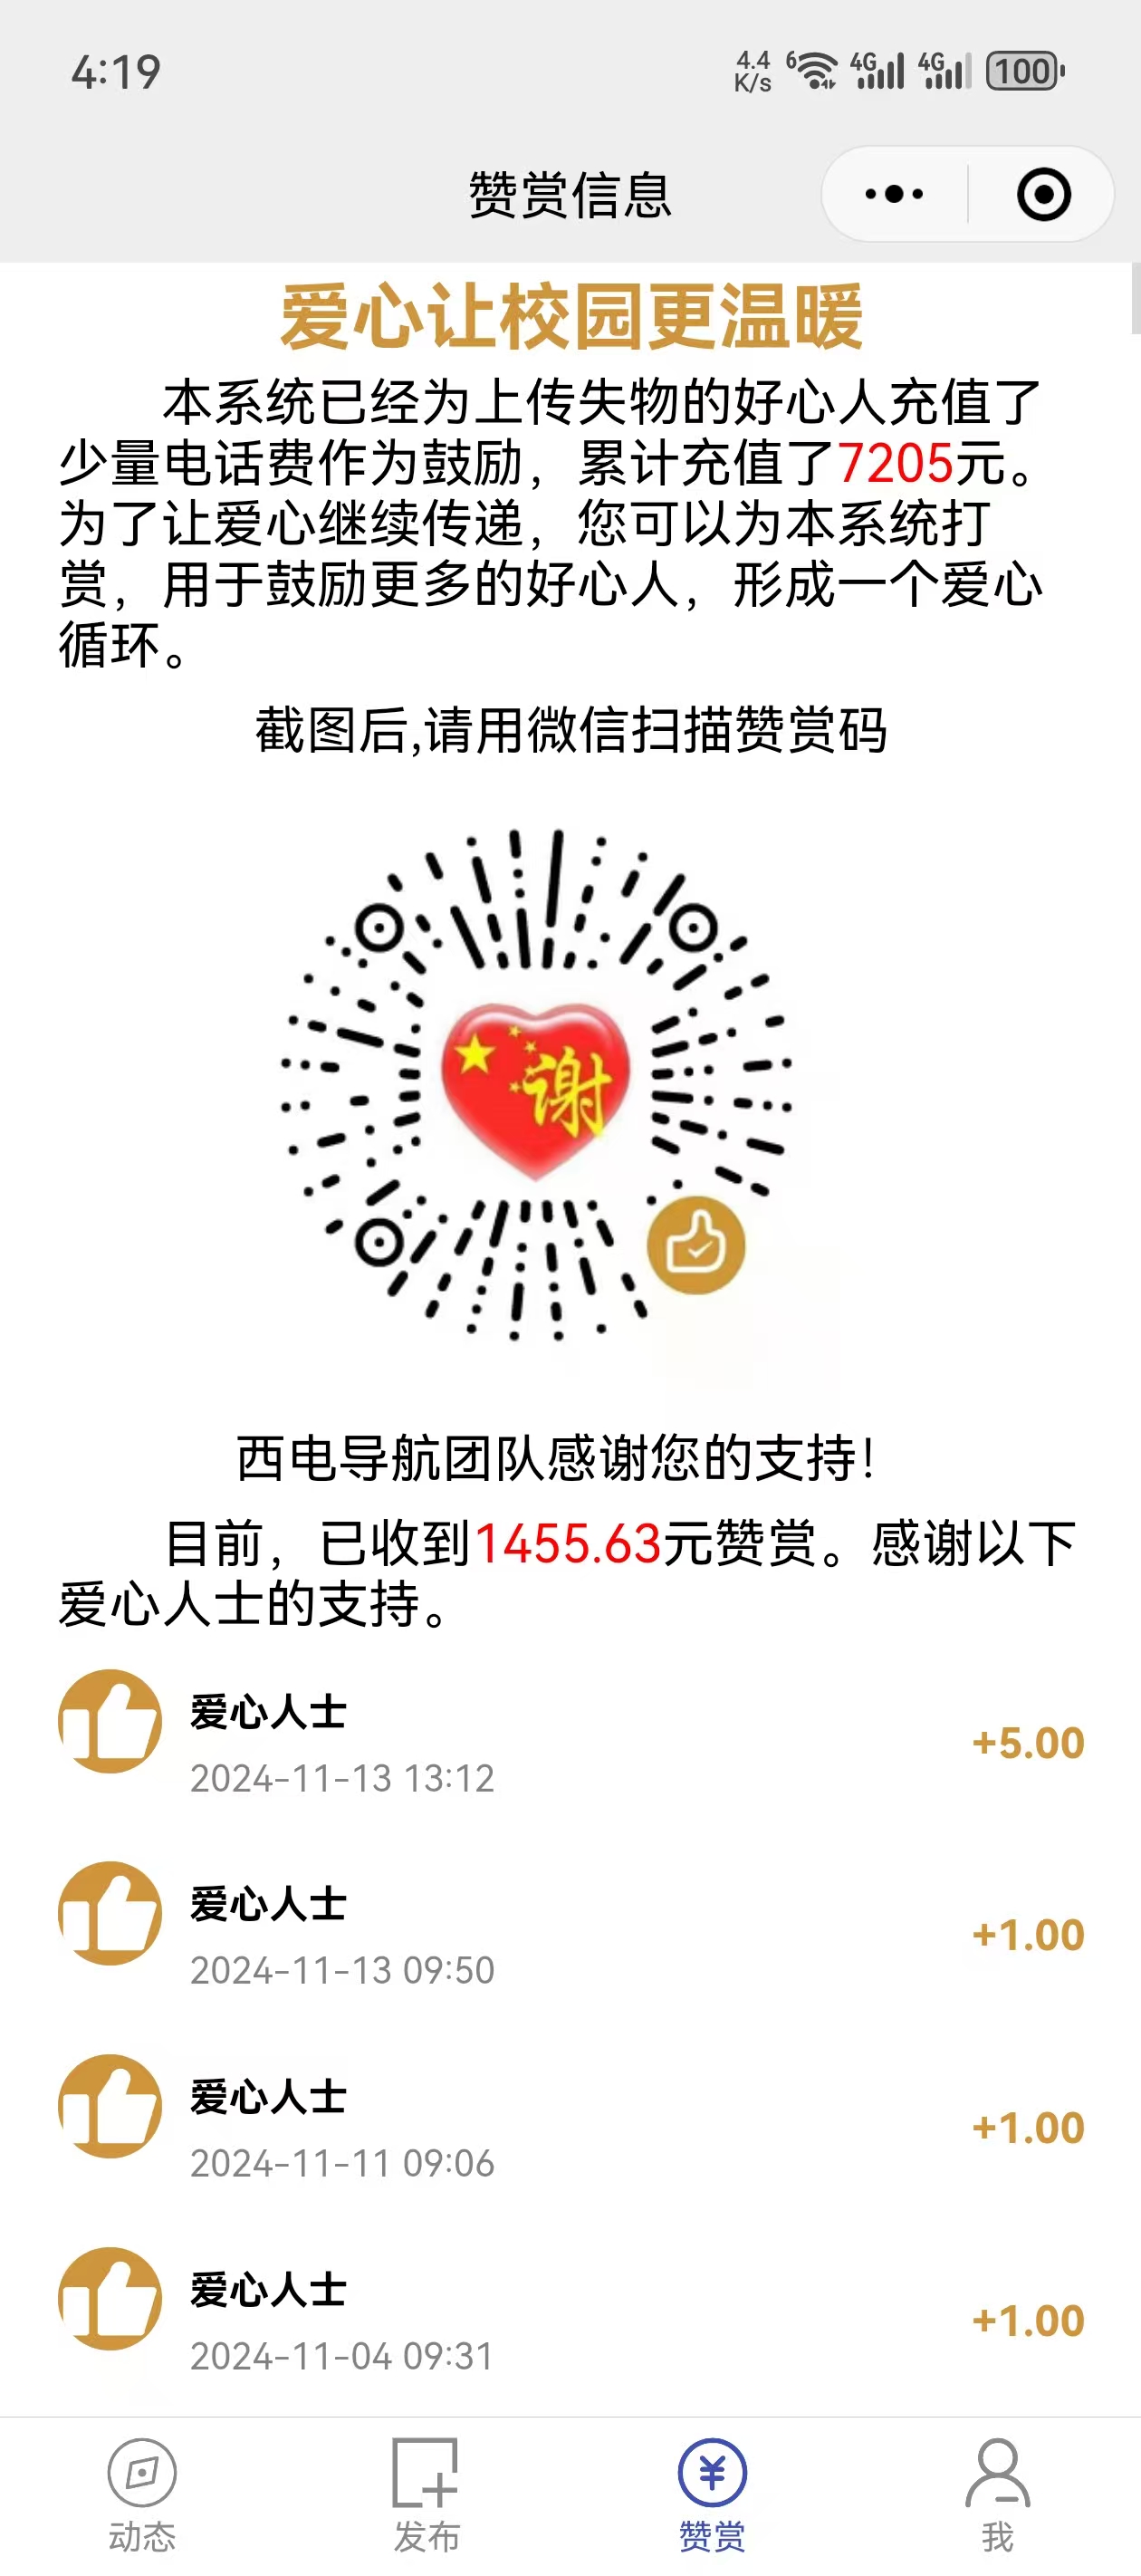 4:19
4.4
K/s
6
4G
4G
100
赞赏信息
爱心让校园更温暖
本系统已经为上传失物的好心人充值了
少量电话费作为鼓励，累计充值了7205元。
为了让爱心继续传递，您可以为本系统打
赏，用于鼓励更多的好心人，形成一个爱心
循环。
截图后,请用微信扫描赞赏码
谢
西电导航团队感谢您的支持!
目前，已收到1455.63元赞赏。感谢以下
爱心人士的支持。
爱心人士
2024-11-13 13:12
+5.00
爱心人士
2024-11-13 09:50
+1.00
爱心人士
2024-11-11 09:06
+1.00
爱心人士
2024-11-04 09:31
+1.00
动态
发布
¥
赞赏
我